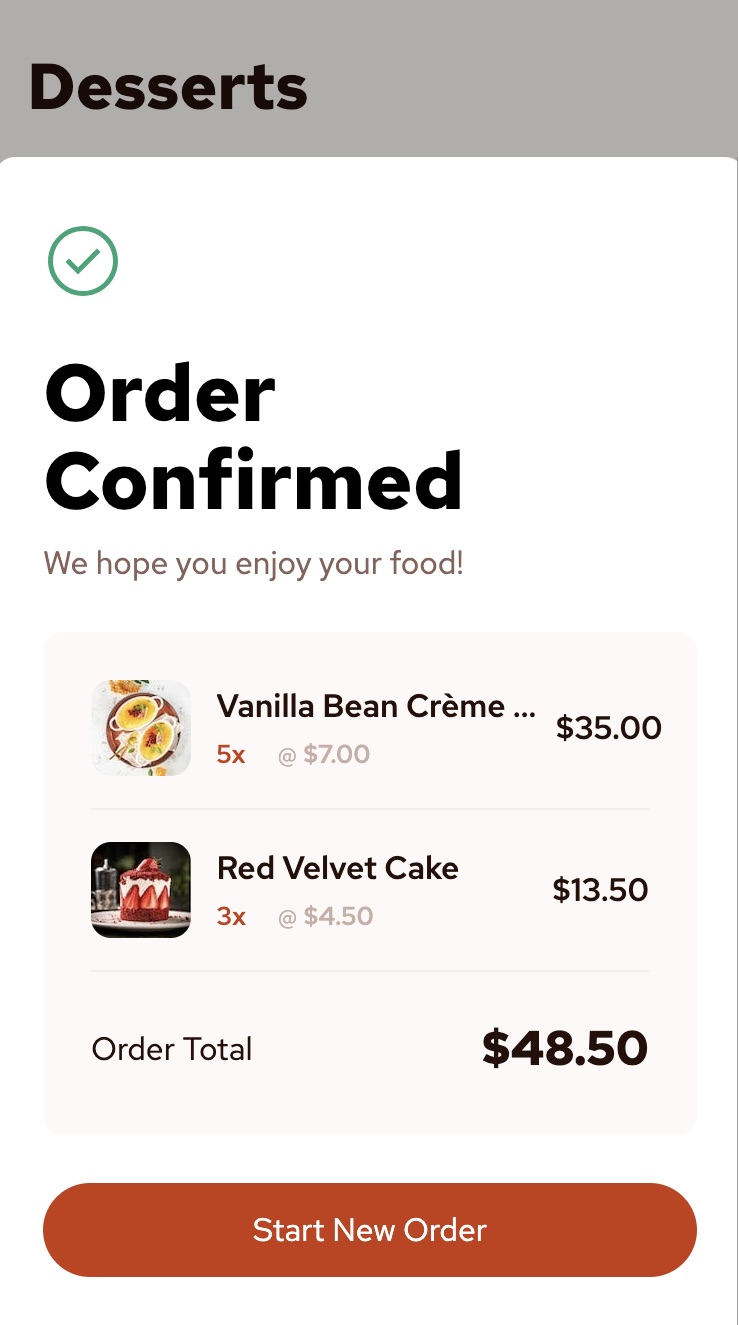 Desserts
Order
Confirmed
We hope you enjoy your food!
Vanilla Bean Crème ...
$35.00
5x @ $7.00
Red Velvet Cake
$13.50
3x @ $4.50
Order Total $48.50
Start New Order